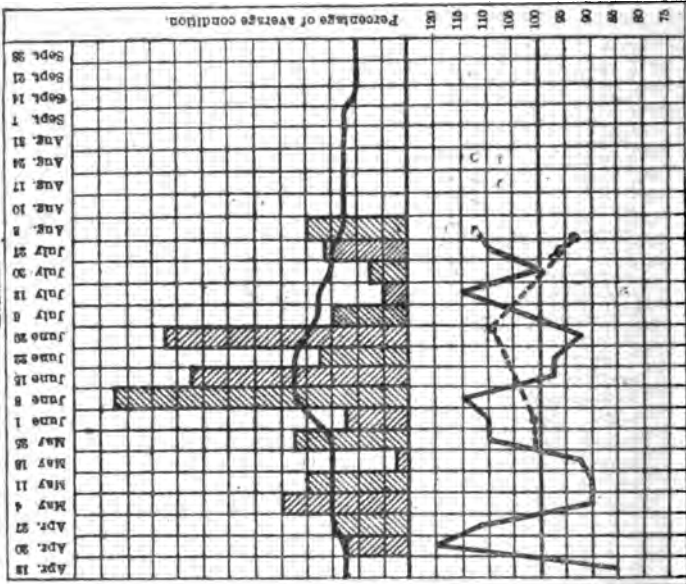 Apr. 13
Apr. 20
Apr. 27
May 4
May 11
May 18
May 25
June 1
June 8
June 15
June 22
June 29
July 6
July 13
July 20
July 27
Aug. 3
Aug. 10
Aug. 17
Aug. 24
Aug. 31
Sept. 7
Sept. 14
Sept. 21
Sept. 28
Percentage of average condition.
120
115
110
105
100
95
90
85
80
75